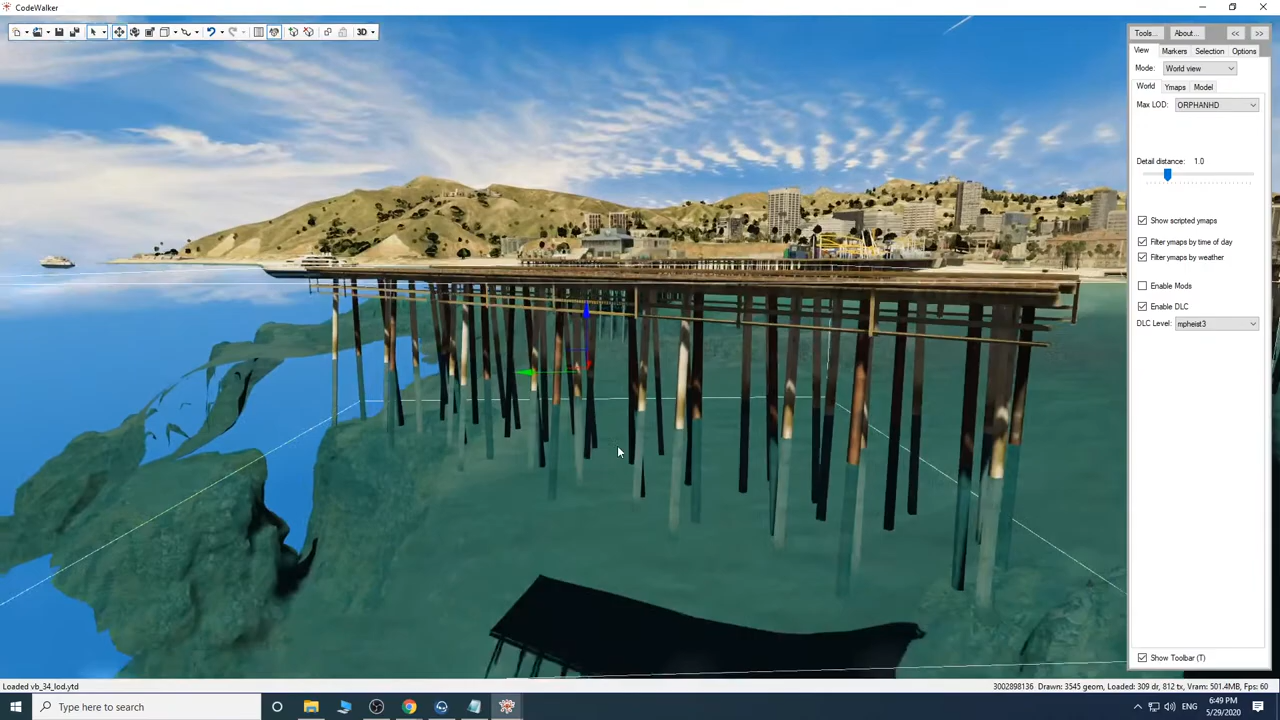 CodeWalker
3D
Tools... About... << >>
View Markers Selection Options
Mode: World view
World Ymaps Model
Max LOD: ORPHANHD
Detail distance: 1.0
Show scripted ymaps
Filter ymaps by time of day
Filter ymaps by weather
Enable Mods
Enable DLC
DLC Level: mpheist3
Show Toolbar (T)
Loaded vb_34_lod.ytd
3002898136 Drawn: 3545 geom, Loaded: 309 dr, 812 tx, Vram: 501.4MB, Fps: 60
Type here to search
ENG
6:49 PM
5/29/2020